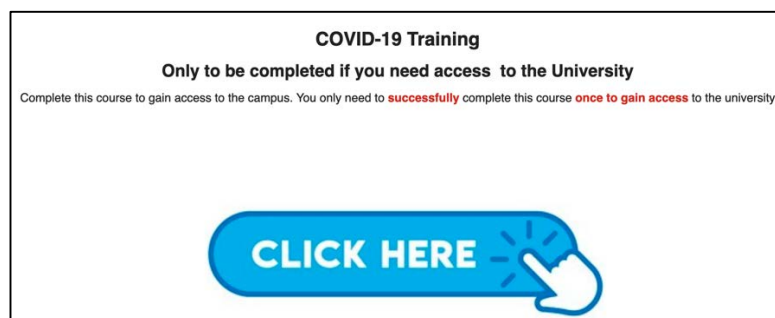 COVID-19 Training
Only to be completed if you need access to the University
Complete this course to gain access to the campus. You only need to successfully complete this course once to gain access to the university
CLICK HERE